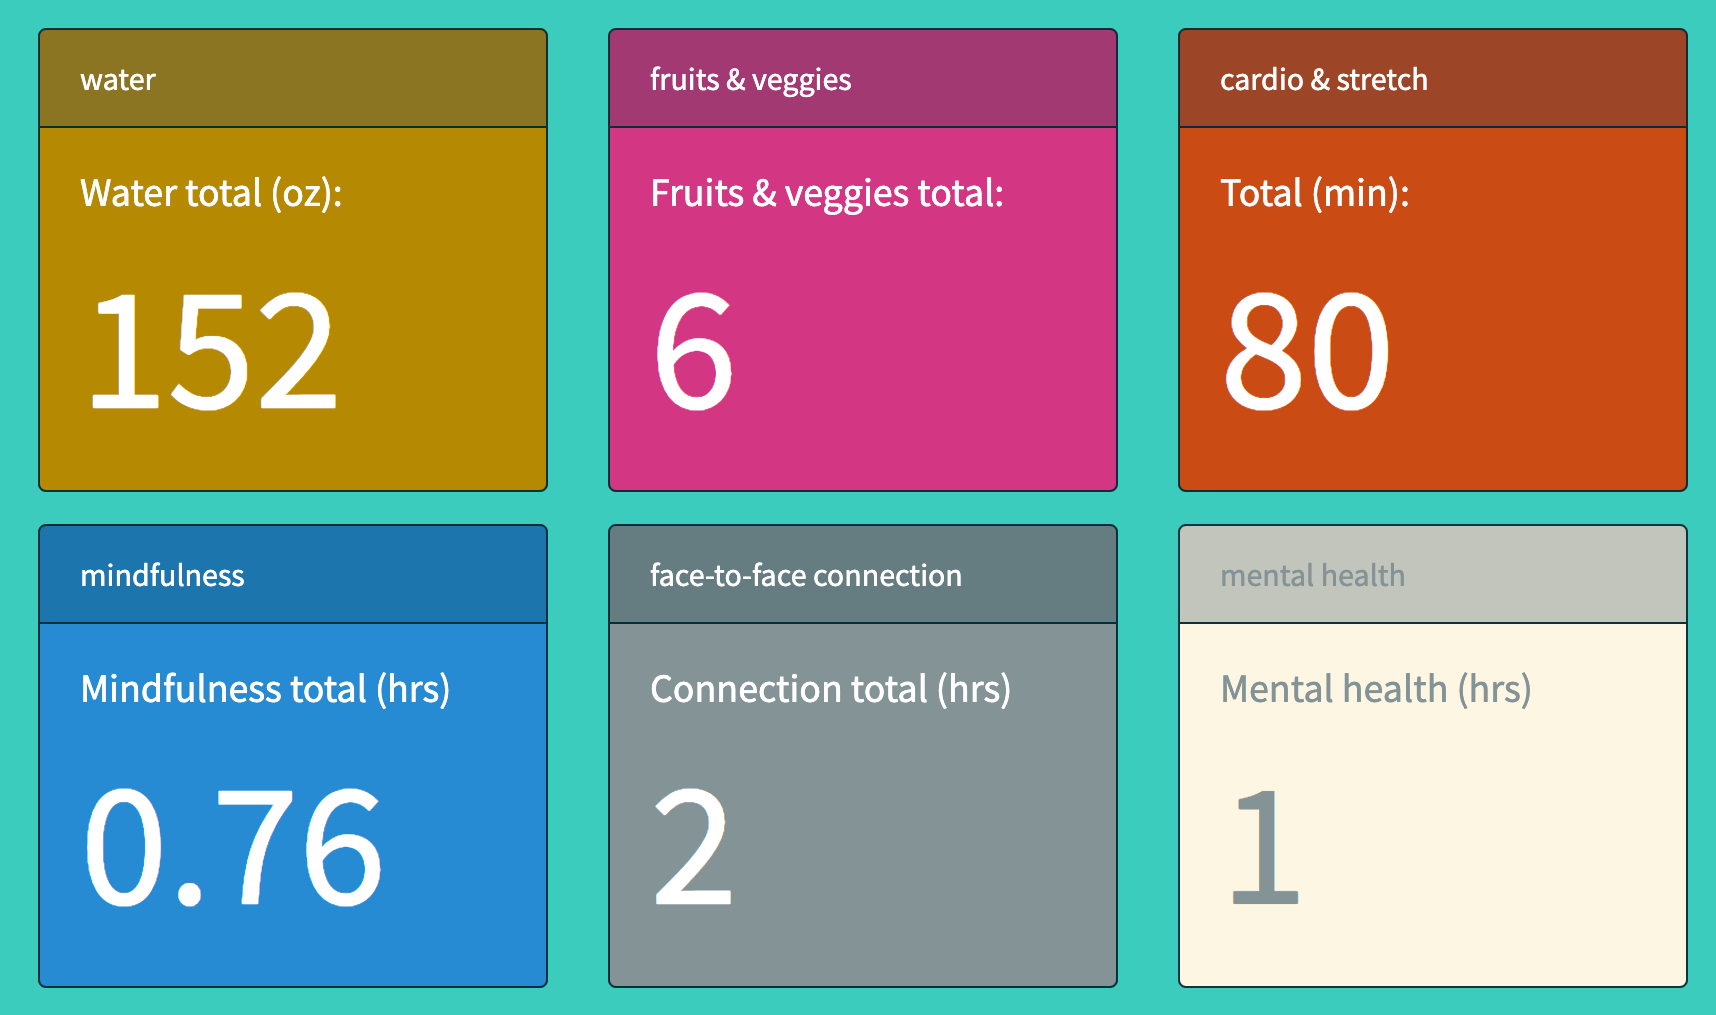 water
Water total (oz):
152
fruits & veggies
Fruits & veggies total:
6
cardio & stretch
Total (min):
80
mindfulness
Mindfulness total (hrs)
0.76
face-to-face connection
Connection total (hrs)
2
mental health
Mental health (hrs)
1